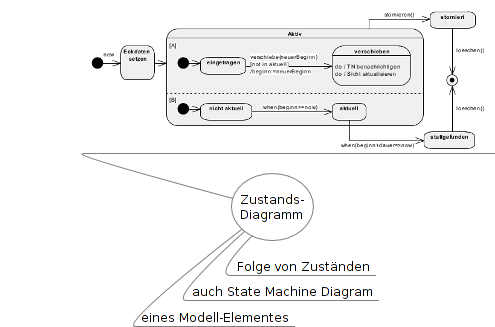 stornieren()
storniert
Aktiv
new
Eckdaten
setzen
[A]
eingetragen
verschiebe(neuerBeginn)
[not in aktuell]
/beginn:=neuerBeginn
verschieben
do / TN benachrichtigen
do / Sicht aktualisieren
loeschen()
[B]
nicht aktuell
when(beginn>=now)
aktuell
loeschen()
stattgefunden
when(beginn+dauer=>now)
Zustands-
Diagramm
Folge von Zuständen
auch State Machine Diagram
eines Modell-Elementes